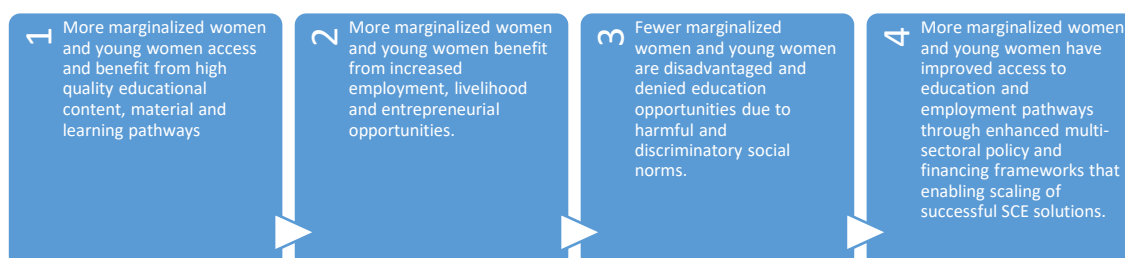 1
More marginalized women
and young women access
and benefit from high
quality educational
content, material and
learning pathways
2
More marginalized women
and young women benefit
from increased
employment, livelihood
and entrepreneurial
opportunities.
3
Fewer marginalized
women and young women
are disadvantaged and
denied education
opportunities due to
harmful and
discriminatory social
norms.
4
More marginalized women
and young women have
improved access to
education and
employment pathways
through enhanced multi-
sectoral policy and
financing frameworks that
enabling scaling of
successful SCE solutions.